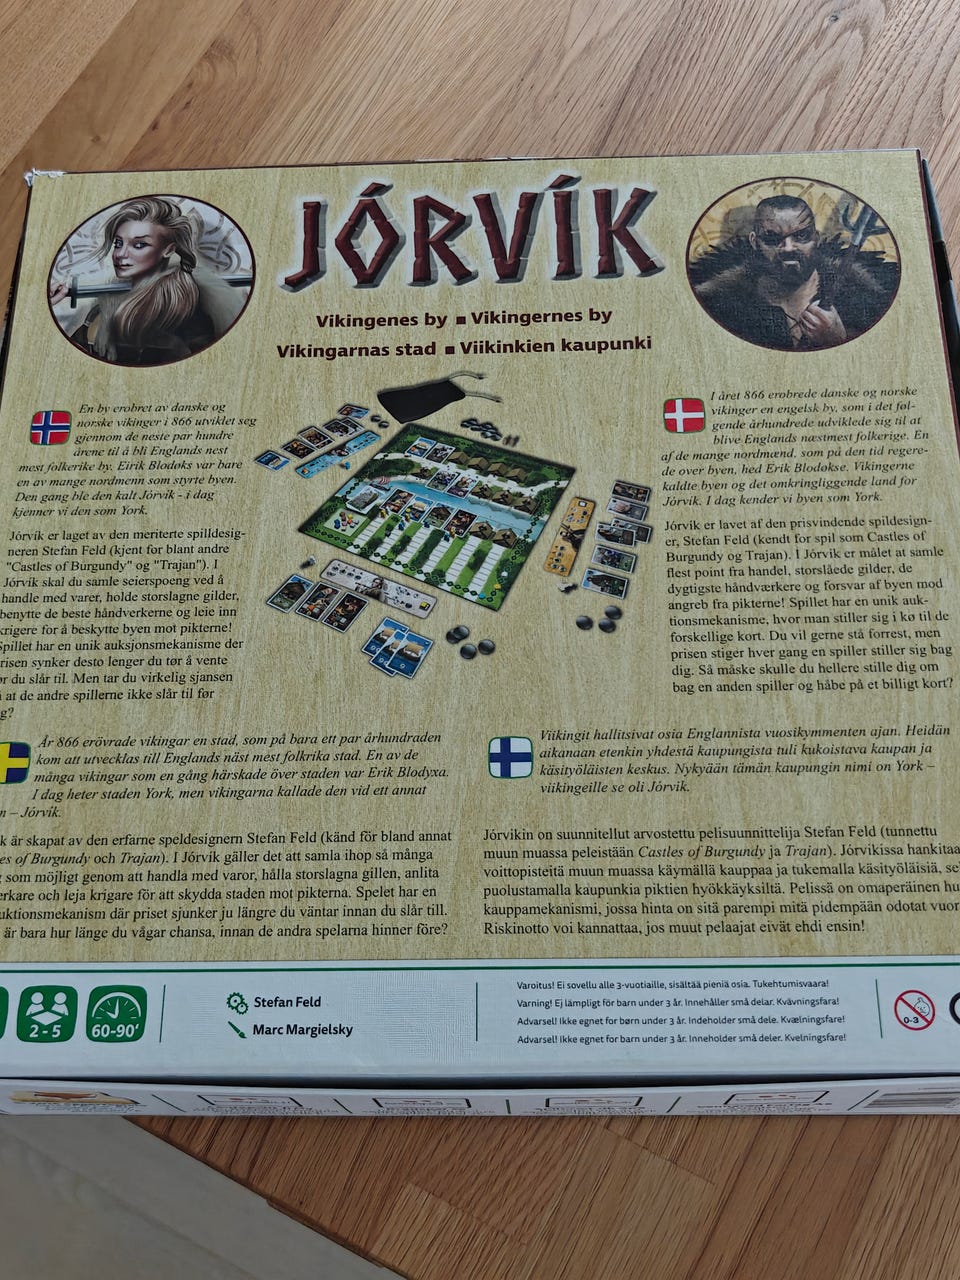 JÓRVÍK
Vikingenes by ■ Vikingernes by
Vikingarnas stad ■ Viikinkien kaupunki
En by erobret av danske og
norske vikinger i 866 utviklet seg
gjennom de neste par hundre
årene til å bli Englands nest
mest folkerike by. Eirik Blodøks var bare
en av mange nordmenn som styrte byen.
Den gang ble den kalt Jórvík - i dag
kjenner vi den som York.
Jórvík er laget av den meriterte spilldesig-
neren Stefan Feld (kjent for blant andre
"Castles of Burgundy" og "Trajan"). I
Jórvík skal du samle seierspoeng ved å
handle med varer, holde storslagne gilder,
benytte de beste håndverkerne og leie inn
krigere for å beskytte byen mot pikterne!
Spillet har en unik auksjonsmekanisme der
prisen synker desto lenger du tør å vente
før du slår til. Men tar du virkelig sjansen
at de andre spillerne ikke slår til før
g?
I året 866 erobrede danske og norske
vikinger en engelsk by, som i det føl-
gende århundrede udviklede sig til at
blive Englands næstmest folkerige. En
af de mange nordmænd, som på den tid regere-
de over byen, hed Erik Blodøkse. Vikingerne
kaldte byen og det omkringliggende land for
Jórvík. I dag kender vi byen som York.
Jórvík er lavet af den prisvindende spildesign-
er, Stefan Feld (kendt for spil som Castles of
Burgundy og Trajan). I Jórvík er målet at samle
flest point fra handel, storslåede gilder, de
dygtigste håndværkere og forsvar af byen mod
angreb fra pikterne! Spillet har en unik auk-
tionsmekanisme, hvor man stiller sig i kø til de
forskellige kort. Du vil gerne stå forrest, men
prisen stiger hver gang en spiller stiller sig bag
dig. Så måske skulle du hellere stille dig om
bag en anden spiller og håbe på et billigt kort?
År 866 erövrade vikingar en stad, som på bara ett par århundraden
kom att utvecklas till Englands näst mest folkrika stad. En av de
många vikingar som en gång härskade över staden var Erik Blodyxa.
I dag heter staden York, men vikingarna kallade den vid ett annat
n – Jórvík.
k är skapat av den erfarne speldesignern Stefan Feld (känd för bland annat
es of Burgundy och Trajan). I Jórvík gäller det att samla ihop så många
som möjligt genom att handla med varor, hålla storslagna gillen, anlita
erkare och leja krigare för att skydda staden mot pikterna. Spelet har en
uktionsmekanism där priset sjunker ju längre du väntar innan du slår till.
är bara hur länge du vågar chansa, innan de andra spelarna hinner före?
Viikingit hallitsivat osia Englannista vuosikymmenten ajan. Heidän
aikanaan etenkin yhdestä kaupungista tuli kukoistava kaupan ja
käsityöläisten keskus. Nykyään tämän kaupungin nimi on York –
viikingeille se oli Jórvík.
Jórvikin on suunnitellut arvostettu pelisuunnittelija Stefan Feld (tunnettu
muun muassa peleistään Castles of Burgundy ja Trajan). Jórvikissa hankitaa
voittopisteitä muun muassa käymällä kauppaa ja tukemalla käsityöläisiä, se
puolustamalla kaupunkia piktien hyökkäyksiltä. Pelissä on omaperäinen hu
kauppamekanismi, jossa hinta on sitä parempi mitä pidempään odotat vuor
Riskinotto voi kannattaa, jos muut pelaajat eivät ehdi ensin!
2-5
60-90'
Stefan Feld
Marc Margielsky
Varoitus! Ei sovellu alle 3-vuotiaille, sisältää pieniä osia. Tukehtumisvaara!
Varning! Ej lämpligt för barn under 3 år. Innehåller små delar. Kvävningsfara!
Advarsel! Ikke egnet for børn under 3 år. Indeholder små dele. Kvælningsfare!
Advarsel! Ikke egnet for barn under 3 år. Inneholder små deler. Kvelningsfare!
0-3